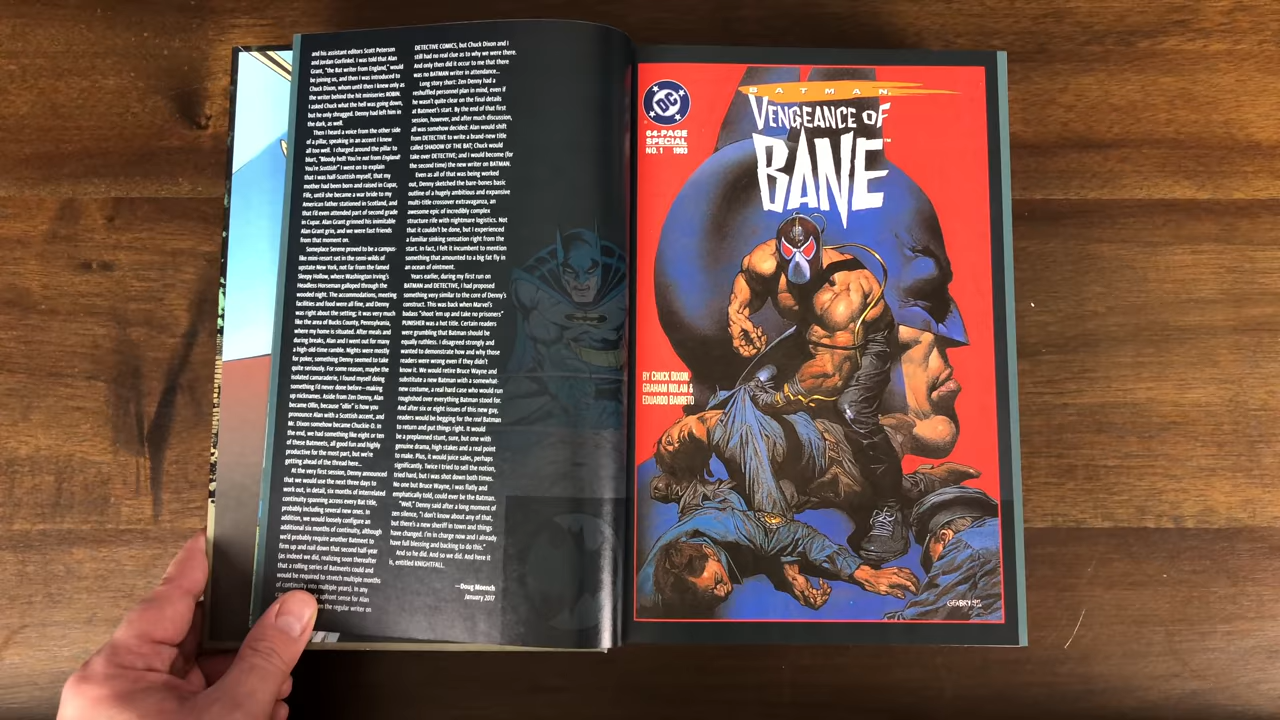 and his assistant editors Scott Peterson
and Jordan Gorfinkel. I was told that Alan
Grant, "the Bat writer from England," would
be joining us, and then I was introduced to
Chuck Dixon, whom until then I knew only as
the writer behind the hit miniseries ROBIN.
I asked Chuck what the hell was going down,
but he only shrugged. Denny had left him in
the dark, as well.
Then I heard a voice from the other side
of a pillar, speaking in an accent I knew
all too well. I charged around the pillar to
blurt, "Bloody hell! You're not from England!
You're Scottish!" I went on to explain
that I was half-Scottish myself, that my
mother had been born and raised in Cupar,
Fife, until she became a war bride to my
American father stationed in Scotland, and
that I'd even attended part of second grade
in Cupar. Alan Grant grinned his inimitable
Alan Grant grin, and we were fast friends
from that moment on.
Someplace Serene proved to be a campus-
like mini-resort set in the semi-wilds of
upstate New York, not far from the famed
Sleepy Hollow, where Washington Irving's
Headless Horseman galloped through the
wooded night. The accommodations, meeting
facilities and food were all fine, and Denny
was right about the setting; it was very much
like the area of Bucks County, Pennsylvania,
where my home is situated. After meals and
during breaks, Alan and I went out for many
a high-old-time ramble. Nights were mostly
for poker, something Denny seemed to take
quite seriously. For some reason, maybe the
isolated camaraderie, I found myself doing
something I'd never done before—making
up nicknames. Aside from Zen Denny, Alan
became Ollin, because "ollin" is how you
pronounce Alan with a Scottish accent, and
Mr. Dixon somehow became Chuckie-D. In
the end, we had something like eight or ten
of these Batmeets, all good fun and highly
productive for the most part, but we're
getting ahead of the thread here...
At the very first session, Denny announced
that we would use the next three days to
work out, in detail, six months of interrelated
continuity spanning across every Bat title,
probably including several new ones. In
addition, we would loosely configure an
additional six months of continuity, although
we'd probably require another Batmeet to
firm up and nail down that second half-year
(as indeed we did, realizing soon thereafter
that a rolling series of Batmeets could and
would be required to stretch multiple months
of continuity into multiple years). In any
upfront sense for Alan
the regular writer on
DETECTIVE COMICS, but Chuck Dixon and I
still had no real clue as to why we were there.
And only then did it occur to me that there
was no BATMAN writer in attendance...
Long story short: Zen Denny had a
reshuffled personnel plan in mind, even if
he wasn't quite clear on the final details
at Batmeet's start. By the end of that first
session, however, and after much discussion,
all was somehow decided: Alan would shift
from DETECTIVE to write a brand-new title
called SHADOW OF THE BAT; Chuck would
take over DETECTIVE; and I would become (for
the second time) the new writer on BATMAN.
Even as all of that was being worked
out, Denny sketched the bare-bones basic
outline of a hugely ambitious and expansive
multi-title crossover extravaganza, an
awesome epic of incredibly complex
structure rife with nightmare logistics. Not
that it couldn't be done, but I experienced
a familiar sinking sensation right from the
start. In fact, I felt it incumbent to mention
something that amounted to a big fat fly in
an ocean of ointment.
Years earlier, during my first run on
BATMAN and DETECTIVE, I had proposed
something very similar to the core of Denny's
construct. This was back when Marvel's
badass "shoot 'em up and take no prisoners"
PUNISHER was a hot title. Certain readers
were grumbling that Batman should be
equally ruthless. I disagreed strongly and
wanted to demonstrate how and why those
readers were wrong even if they didn't
know it. We would retire Bruce Wayne and
substitute a new Batman with a somewhat-
new costume, a real hard case who would run
roughshod over everything Batman stood for.
And after six or eight issues of this new guy,
readers would be begging for the real Batman
to return and put things right. It would
be a preplanned stunt, sure, but one with
genuine drama, high stakes and a real point
to make. Plus, it would juice sales, perhaps
significantly. Twice I tried to sell the notion,
tried hard, but I was shot down both times.
No one but Bruce Wayne, I was flatly and
emphatically told, could ever be the Batman.
"Well," Denny said after a long moment of
zen silence, "I don't know about any of that,
but there's a new sheriff in town and things
have changed. I'm in charge now and I already
have full blessing and backing to do this."
And so he did. And so we did. And here it
is, entitled KNIGHTFALL.
—Doug Moench
January 2017
DC
64-PAGE
SPECIAL
NO. 1 1993
BATMAN
VENGEANCE OF
BANE™
BY CHUCK DIXON,
GRAHAM NOLAN &
EDUARDO BARRETO